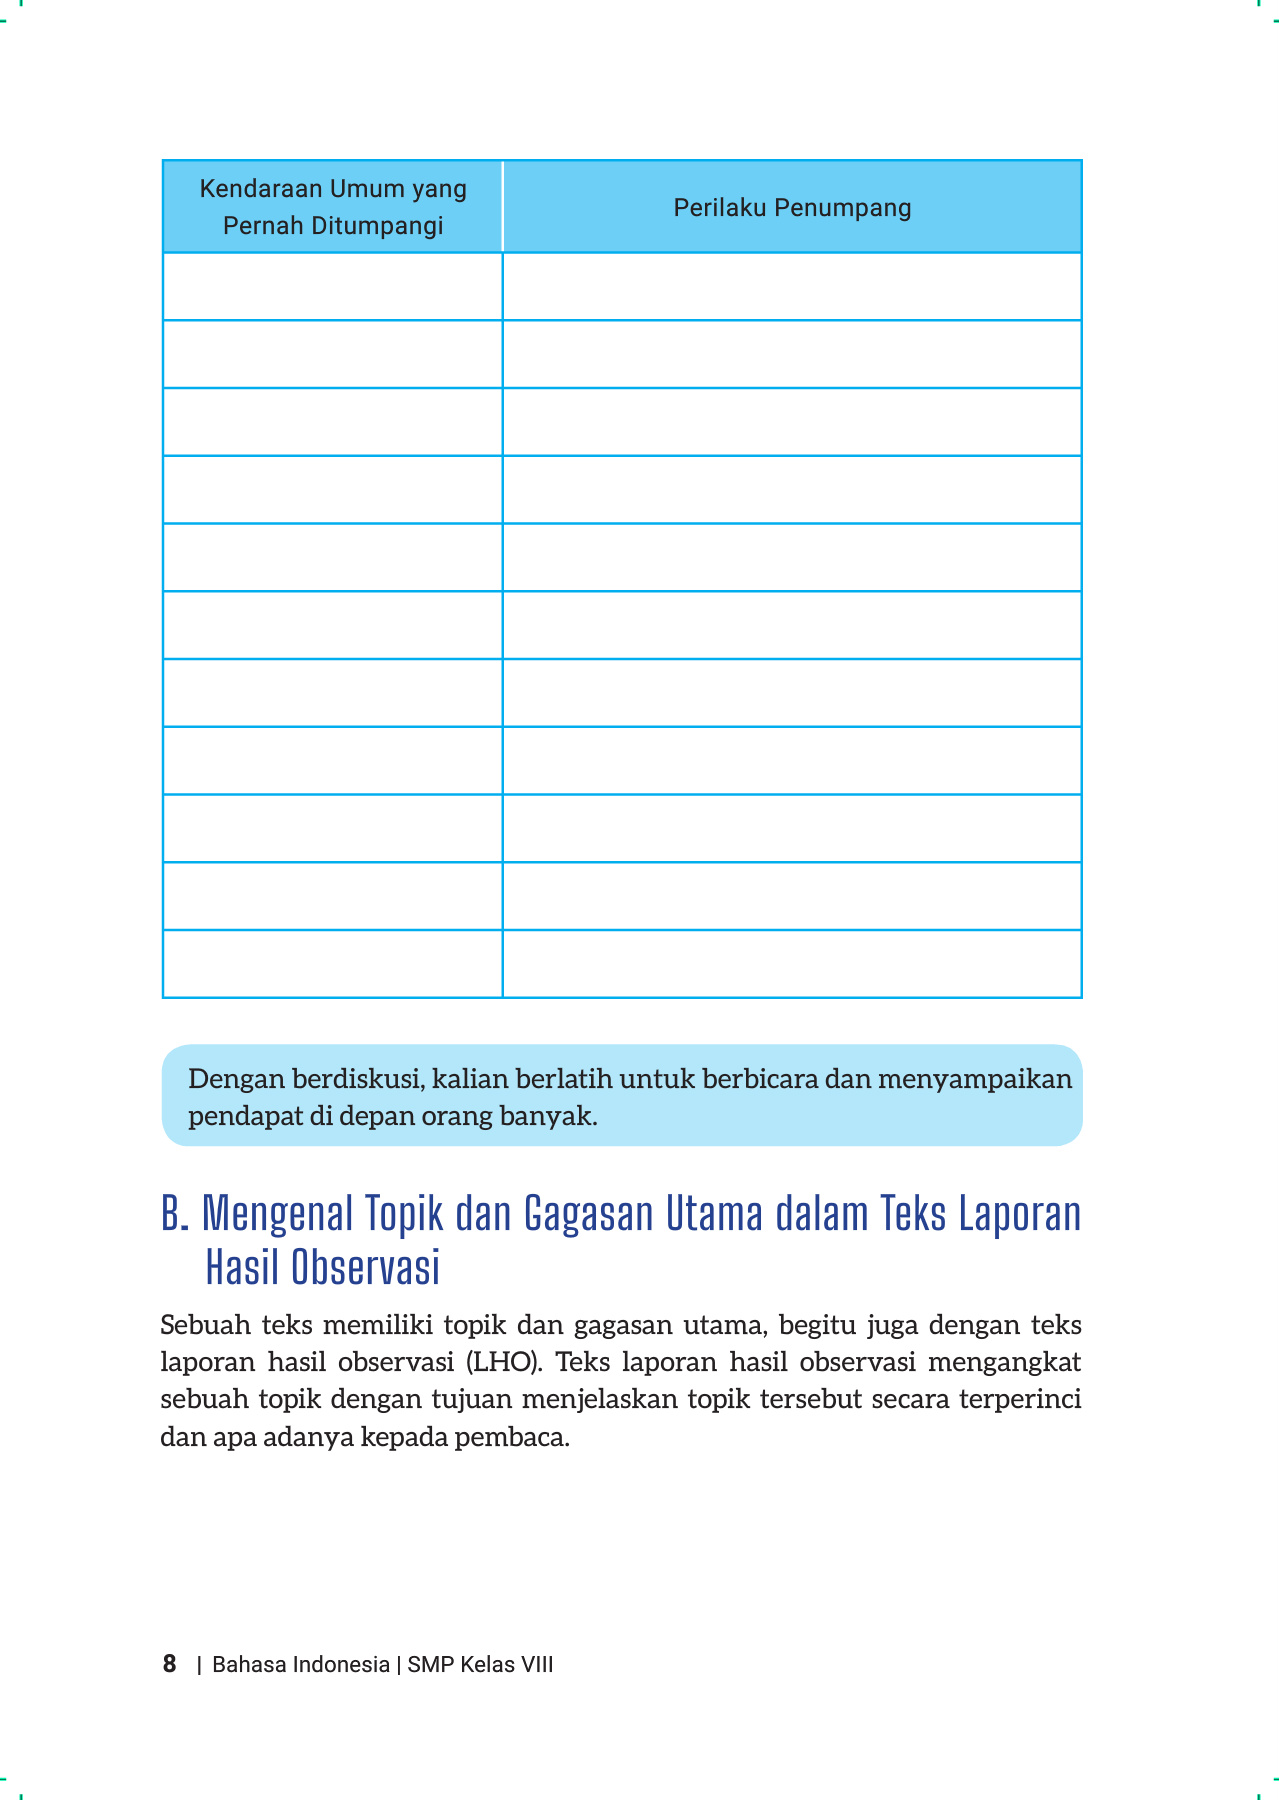 Kendaraan Umum yang
Pernah Ditumpangi
Perilaku Penumpang
Dengan berdiskusi, kalian berlatih untuk berbicara dan menyampaikan
pendapat di depan orang banyak.
B. Mengenal Topik dan Gagasan Utama dalam Teks Laporan
Hasil Observasi
Sebuah teks memiliki topik dan gagasan utama, begitu juga dengan teks
laporan hasil observasi (LHO). Teks laporan hasil observasi mengangkat
sebuah topik dengan tujuan menjelaskan topik tersebut secara terperinci
dan apa adanya kepada pembaca.
8 | Bahasa Indonesia | SMP Kelas VIII